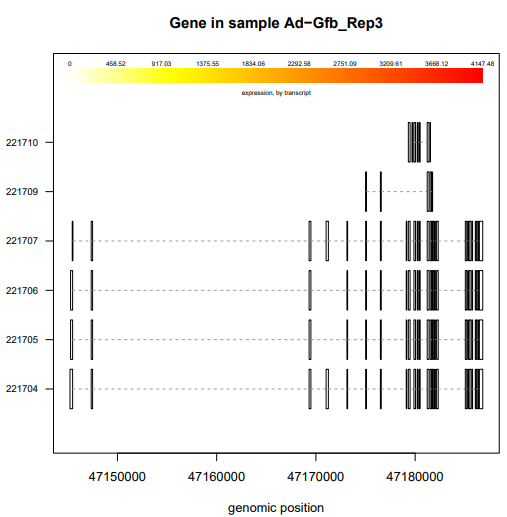 Gene in sample Ad−Gfb_Rep3
0 458.52 917.03 1375.55 1834.06 2292.58 2751.09 3209.61 3668.12 4147.48
expression, by transcript
221710
221709
221707
221706
221705
221704
47150000 47160000 47170000 47180000
genomic position